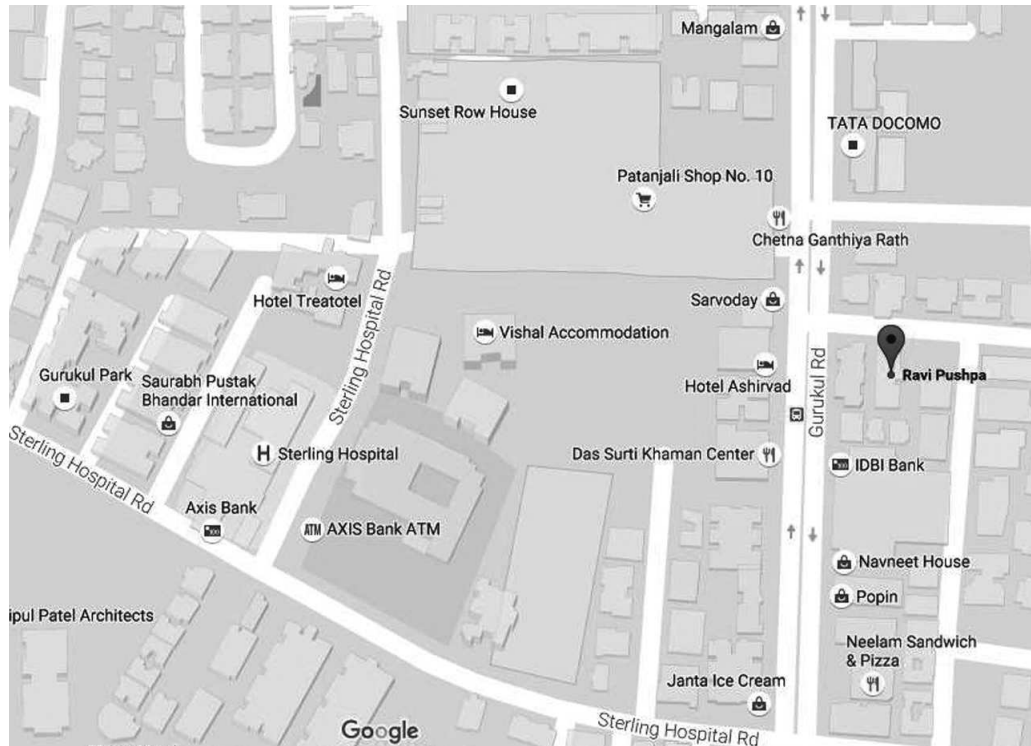 Mangalam
Sunset Row House
TATA DOCOMO
Patanjali Shop No. 10
Chetna Ganthiya Rath
Hotel Treatotel
Sarvoday
Vishal Accommodation
Sterling Hospital Rd
Gurukul Rd
Hotel Ashirvad
Ravi Pushpa
Gurukul Park
Saurabh Pustak
Bhandar International
Sterling Hospital Rd
Sterling Hospital
H
Das Surti Khaman Center
IDBI Bank
Axis Bank
ATM
AXIS Bank ATM
Navneet House
Popin
ipul Patel Architects
Neelam Sandwich
& Pizza
Janta Ice Cream
Google
Sterling Hospital Rd